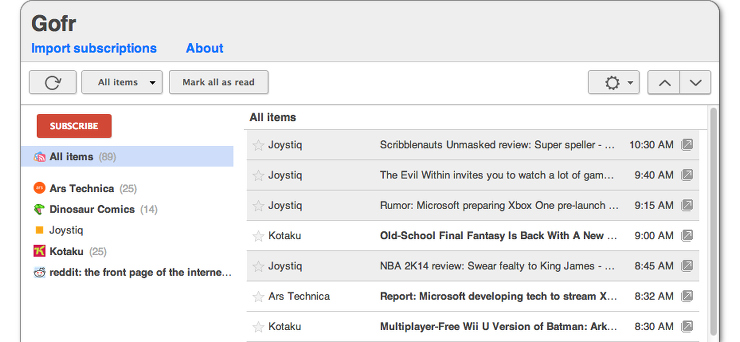 Gofr
Import subscriptions About
All items Mark all as read
SUBSCRIBE
All items (89)
Ars Technica (25)
Dinosaur Comics (14)
Joystiq
Kotaku (25)
reddit: the front page of the interne...
All items
Joystiq Scribblenauts Unmasked review: Super speller - ... 10:30 AM
Joystiq The Evil Within invites you to watch a lot of gam... 9:40 AM
Joystiq Rumor: Microsoft preparing Xbox One pre-launch ... 9:15 AM
Kotaku Old-School Final Fantasy Is Back With A New ... 9:00 AM
Joystiq NBA 2K14 review: Swear fealty to King James - ... 8:45 AM
Ars Technica Report: Microsoft developing tech to stream X... 8:32 AM
Kotaku Multiplayer-Free Wii U Version of Batman: Ark... 8:30 AM